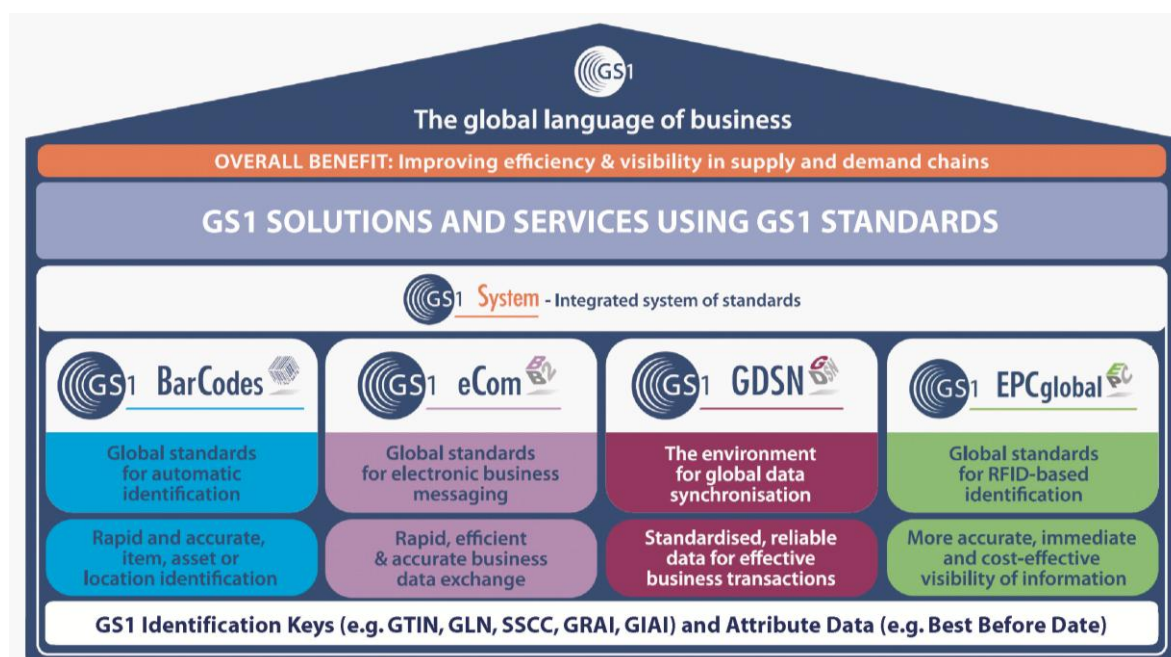 GS1
The global language of business
OVERALL BENEFIT: Improving efficiency & visibility in supply and demand chains
GS1 SOLUTIONS AND SERVICES USING GS1 STANDARDS
GS1 System - Integrated system of standards
GS1 BarCodes
Global standards
for automatic
identification
Rapid and accurate,
item, asset or
location identification
GS1 eCom B2B
Global standards
for electronic business
messaging
Rapid, efficient
& accurate business
data exchange
GS1 GDSN GDSN
The environment
for global data
synchronisation
Standardised, reliable
data for effective
business transactions
GS1 EPCglobal EPC
Global standards
for RFID-based
identification
More accurate, immediate
and cost-effective
visibility of information
GS1 Identification Keys (e.g. GTIN, GLN, SSCC, GRAI, GIAI) and Attribute Data (e.g. Best Before Date)